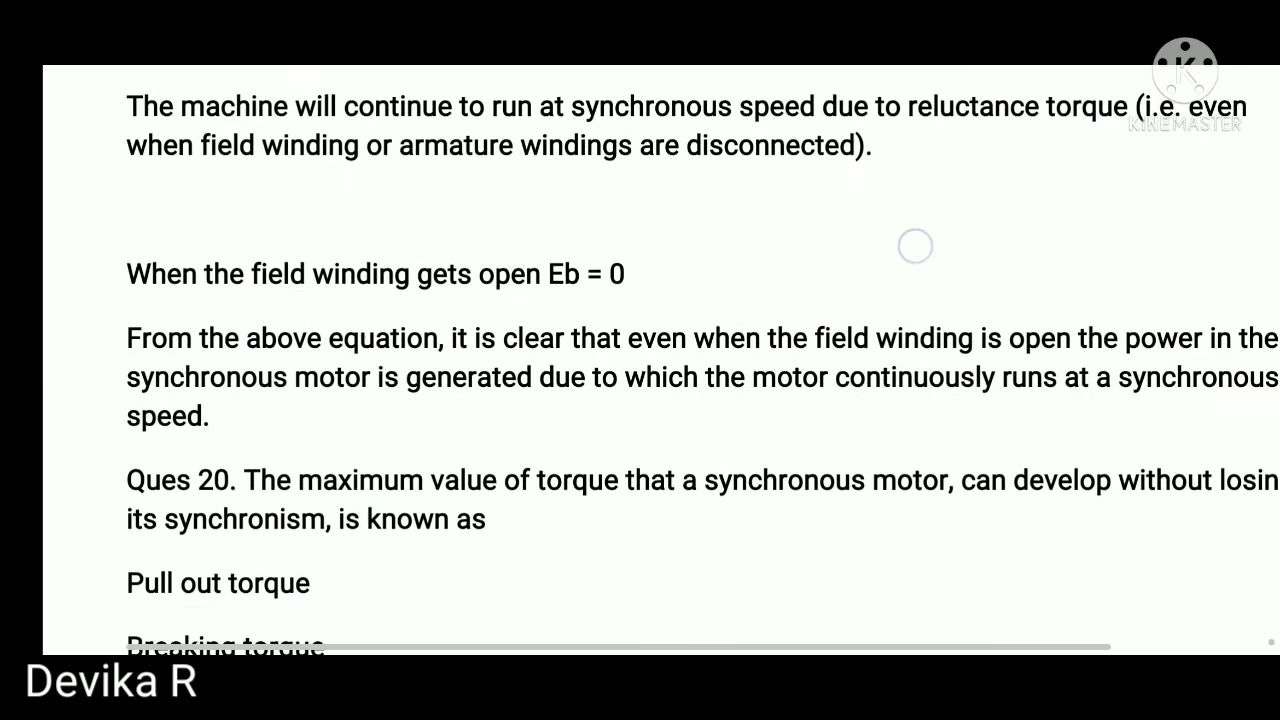 The machine will continue to run at synchronous speed due to reluctance torque (i.e. even
when field winding or armature windings are disconnected).
KINEMASTER
When the field winding gets open Eb = 0
From the above equation, it is clear that even when the field winding is open the power in the
synchronous motor is generated due to which the motor continuously runs at a synchronous
speed.
Ques 20. The maximum value of torque that a synchronous motor, can develop without losin
its synchronism, is known as
Pull out torque
Breaking torque
Devika R